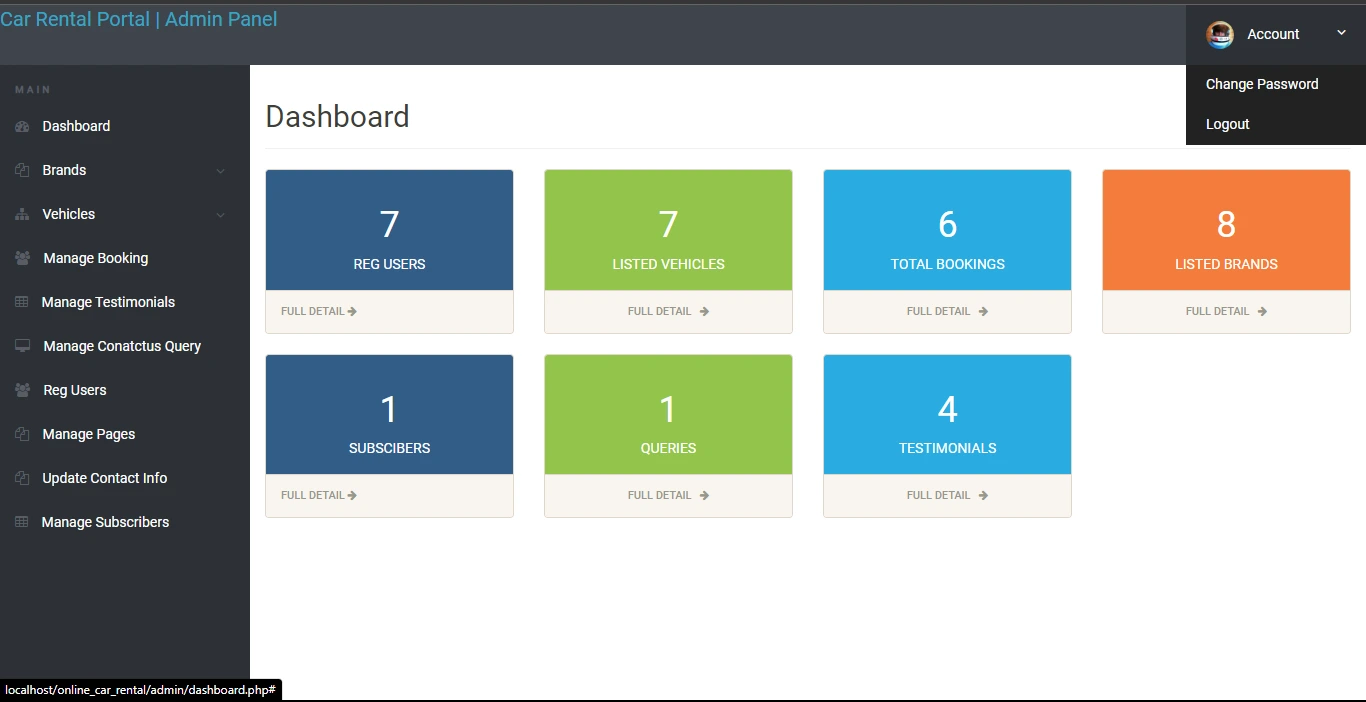 Car Rental Portal | Admin Panel
Account
Change Password
Logout
MAIN
Dashboard
Brands
Vehicles
Manage Booking
Manage Testimonials
Manage Conatctus Query
Reg Users
Manage Pages
Update Contact Info
Manage Subscribers
Dashboard
7
REG USERS
FULL DETAIL
7
LISTED VEHICLES
FULL DETAIL
6
TOTAL BOOKINGS
FULL DETAIL
8
LISTED BRANDS
FULL DETAIL
1
SUBSCIBERS
FULL DETAIL
1
QUERIES
FULL DETAIL
4
TESTIMONIALS
FULL DETAIL
localhost/online_car_rental/admin/dashboard.php#